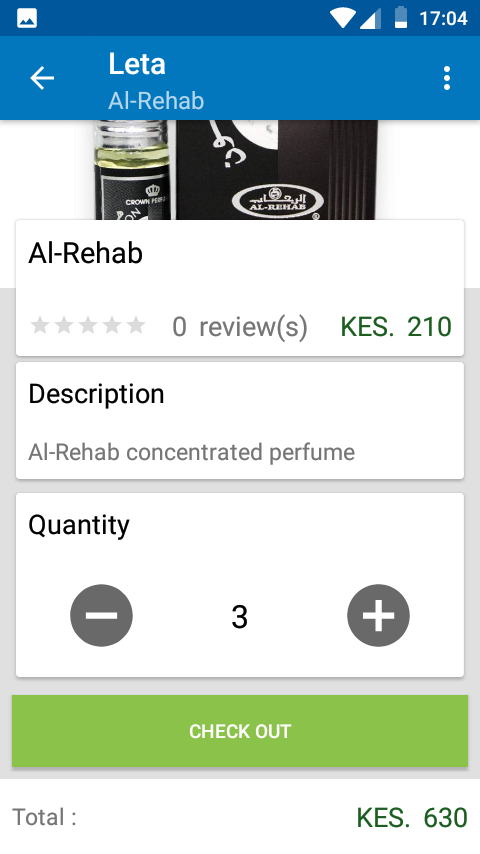 17:04
Leta
Al-Rehab
CROWN
AL-REHAB
®
Al-Rehab
0 review(s) KES. 210
Description
Al-Rehab concentrated perfume
Quantity
3
CHECK OUT
Total : KES. 630